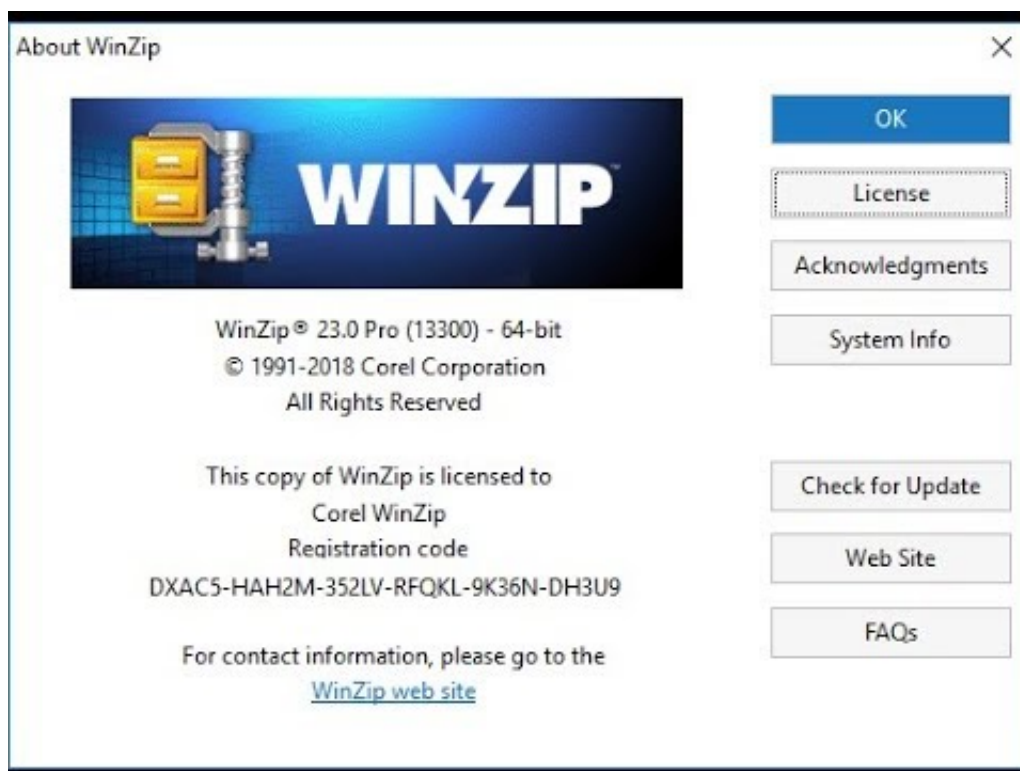 About WinZip
WINZIP™
WinZip® 23.0 Pro (13300) - 64-bit
© 1991-2018 Corel Corporation
All Rights Reserved
This copy of WinZip is licensed to
Corel WinZip
Registration code
DXAC5-HAH2M-352LV-RFQKL-9K36N-DH3U9
For contact information, please go to the
WinZip web site
OK
License
Acknowledgments
System Info
Check for Update
Web Site
FAQs